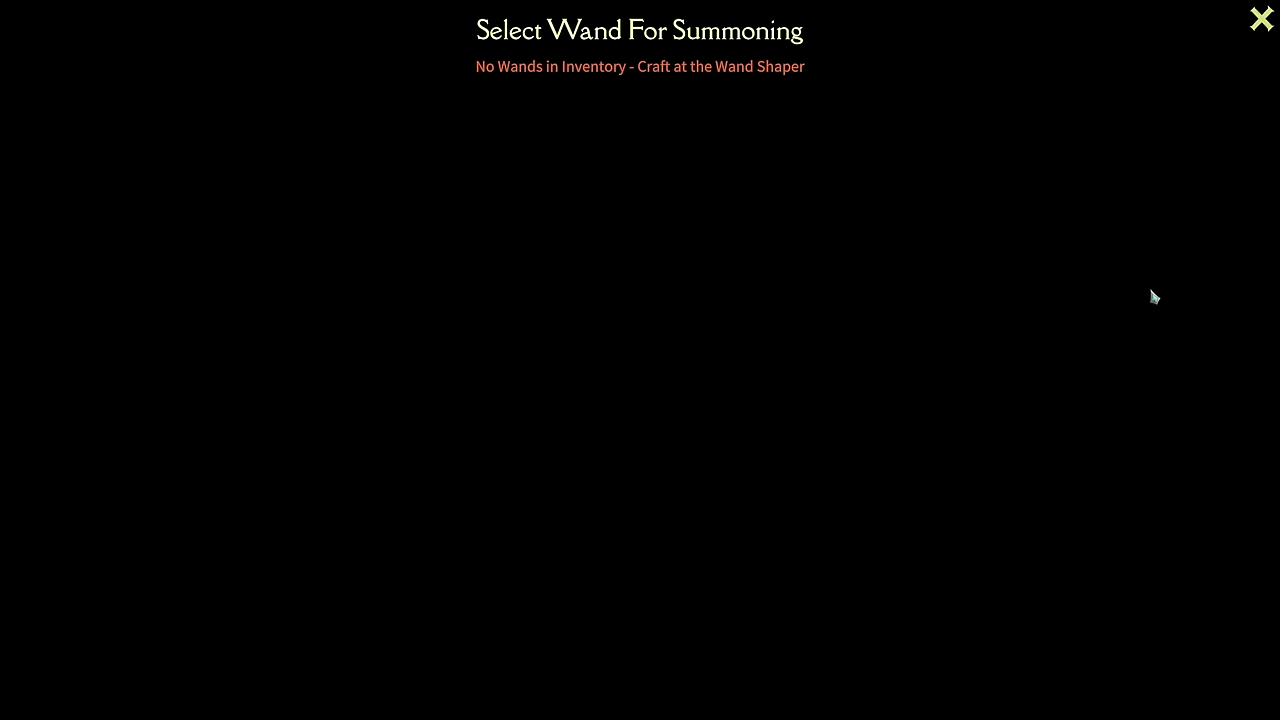 Select Wand For Summoning
No Wands in Inventory - Craft at the Wand Shaper